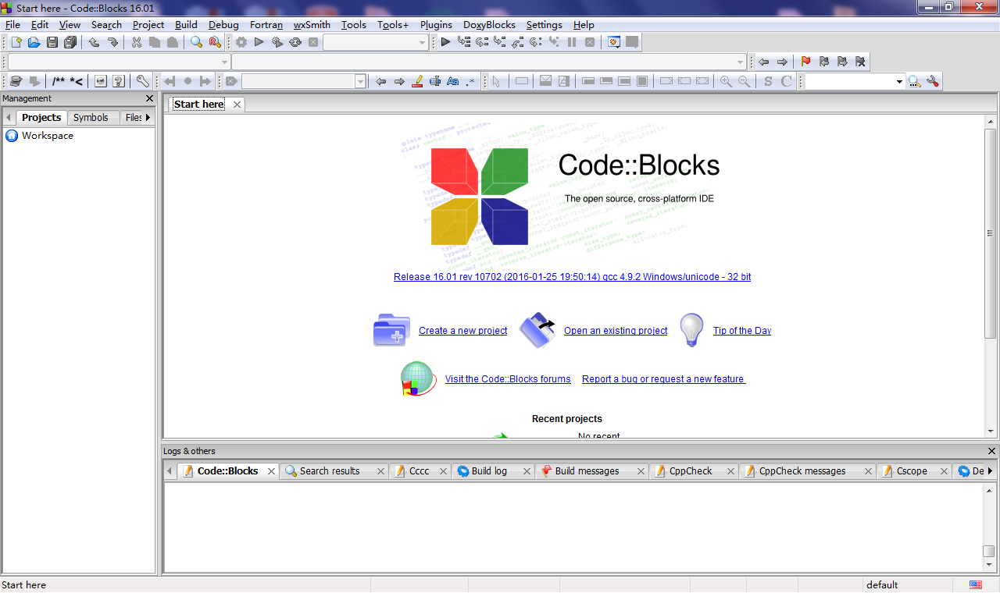 Start here - Code::Blocks 16.01
File Edit View Search Project Build Debug Fortran wxSmith Tools Tools+ Plugins DoxyBlocks Settings Help
/** *<
Aa .*
S C
Management
Projects Symbols Files
Workspace
Start here
Code::Blocks
The open source, cross-platform IDE
Release 16.01 rev 10702 (2016-01-25 19:50:14) gcc 4.9.2 Windows/unicode - 32 bit
Create a new project Open an existing project Tip of the Day
Visit the Code::Blocks forums Report a bug or request a new feature
Recent projects
No recent
Logs & others
Code::Blocks Search results Cccc Build log Build messages CppCheck CppCheck messages Cscope De
Start here default